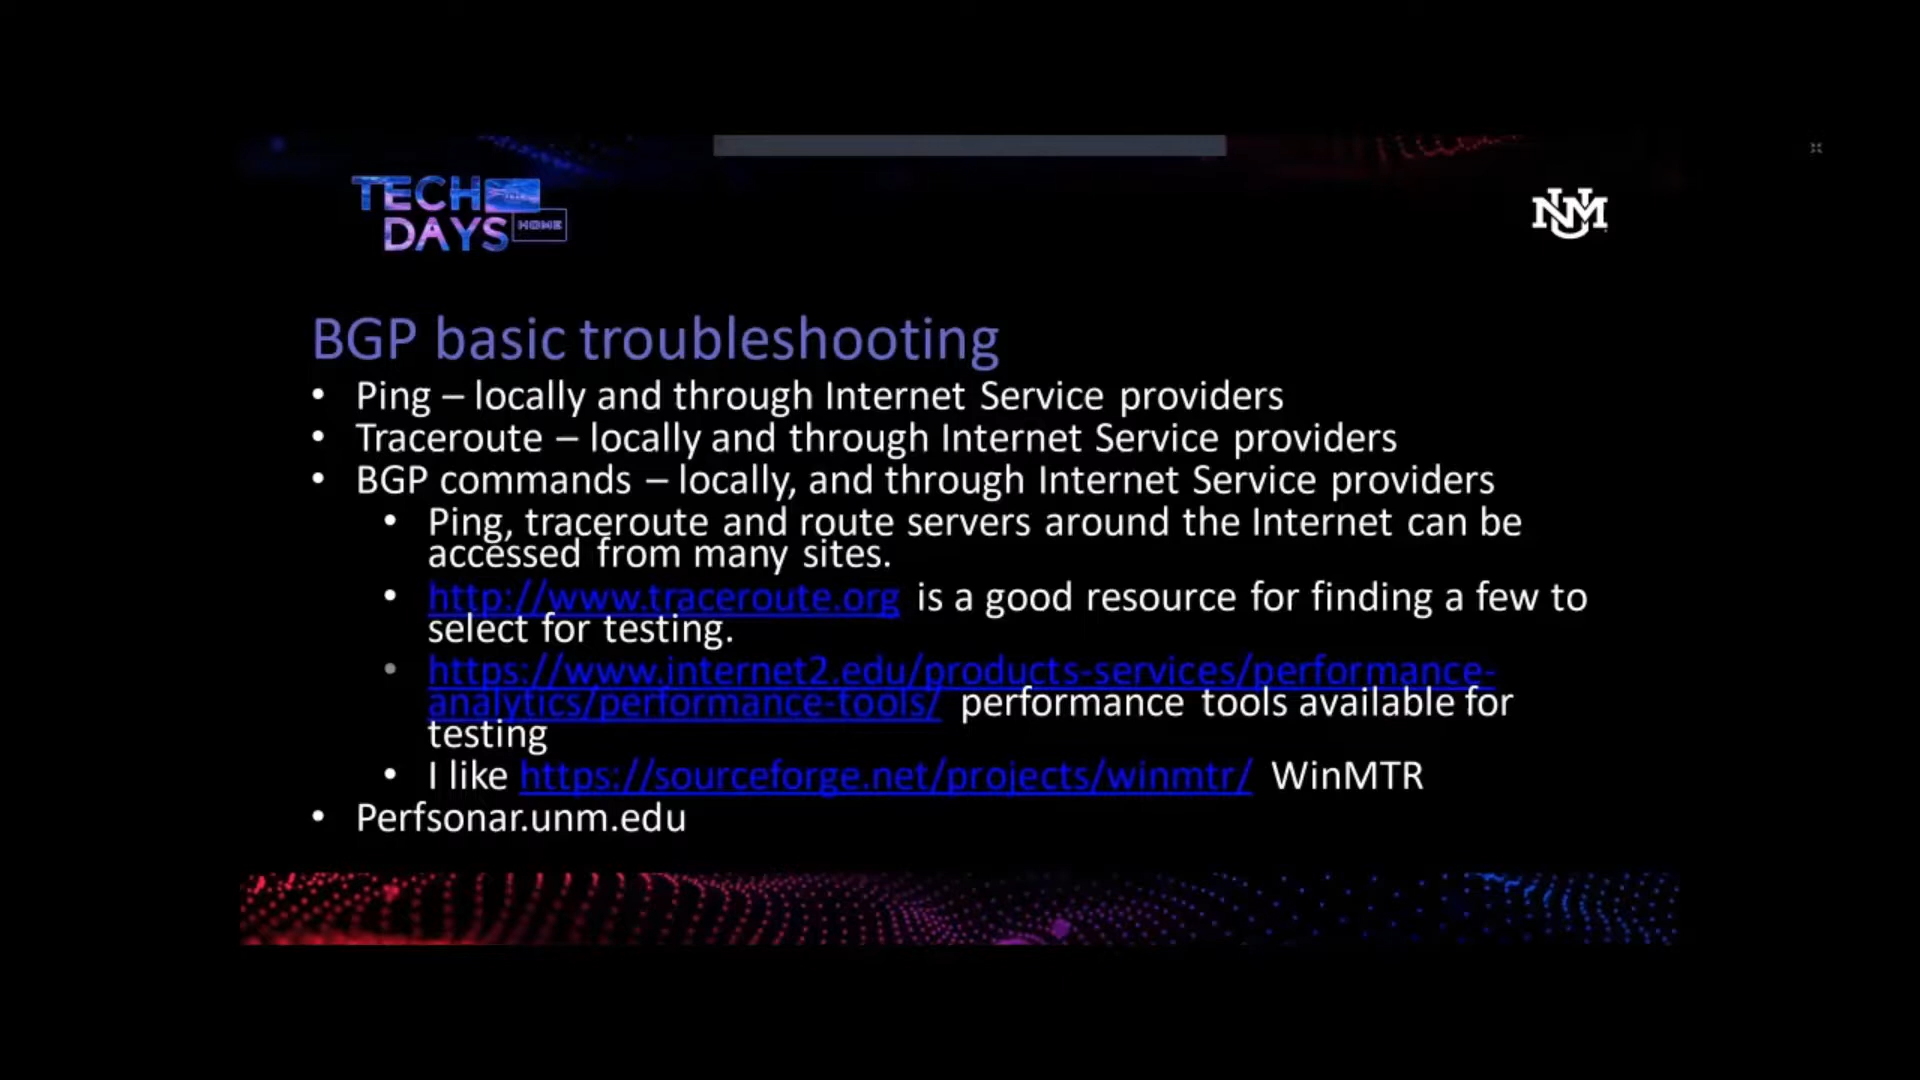 TECH
DAYS HOME
UNM
BGP basic troubleshooting
• Ping – locally and through Internet Service providers
• Traceroute – locally and through Internet Service providers
• BGP commands – locally, and through Internet Service providers
• Ping, traceroute and route servers around the Internet can be
accessed from many sites.
• http://www.traceroute.org is a good resource for finding a few to
select for testing.
• https://www.internet2.edu/products-services/performance-
analytics/performance-tools/ performance tools available for
testing
• I like https://sourceforge.net/projects/winmtr/ WinMTR
• Perfsonar.unm.edu